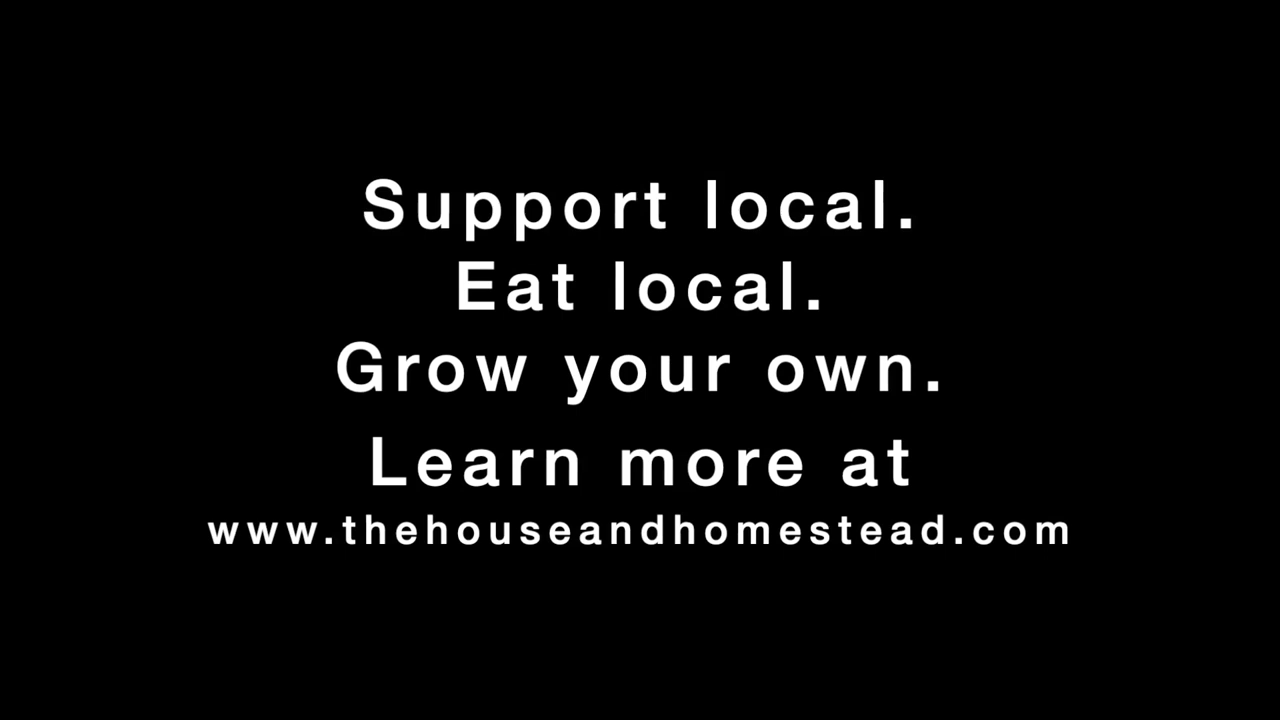 Support local.
Eat local.
Grow your own.
Learn more at
www.thehouseandhomestead.com